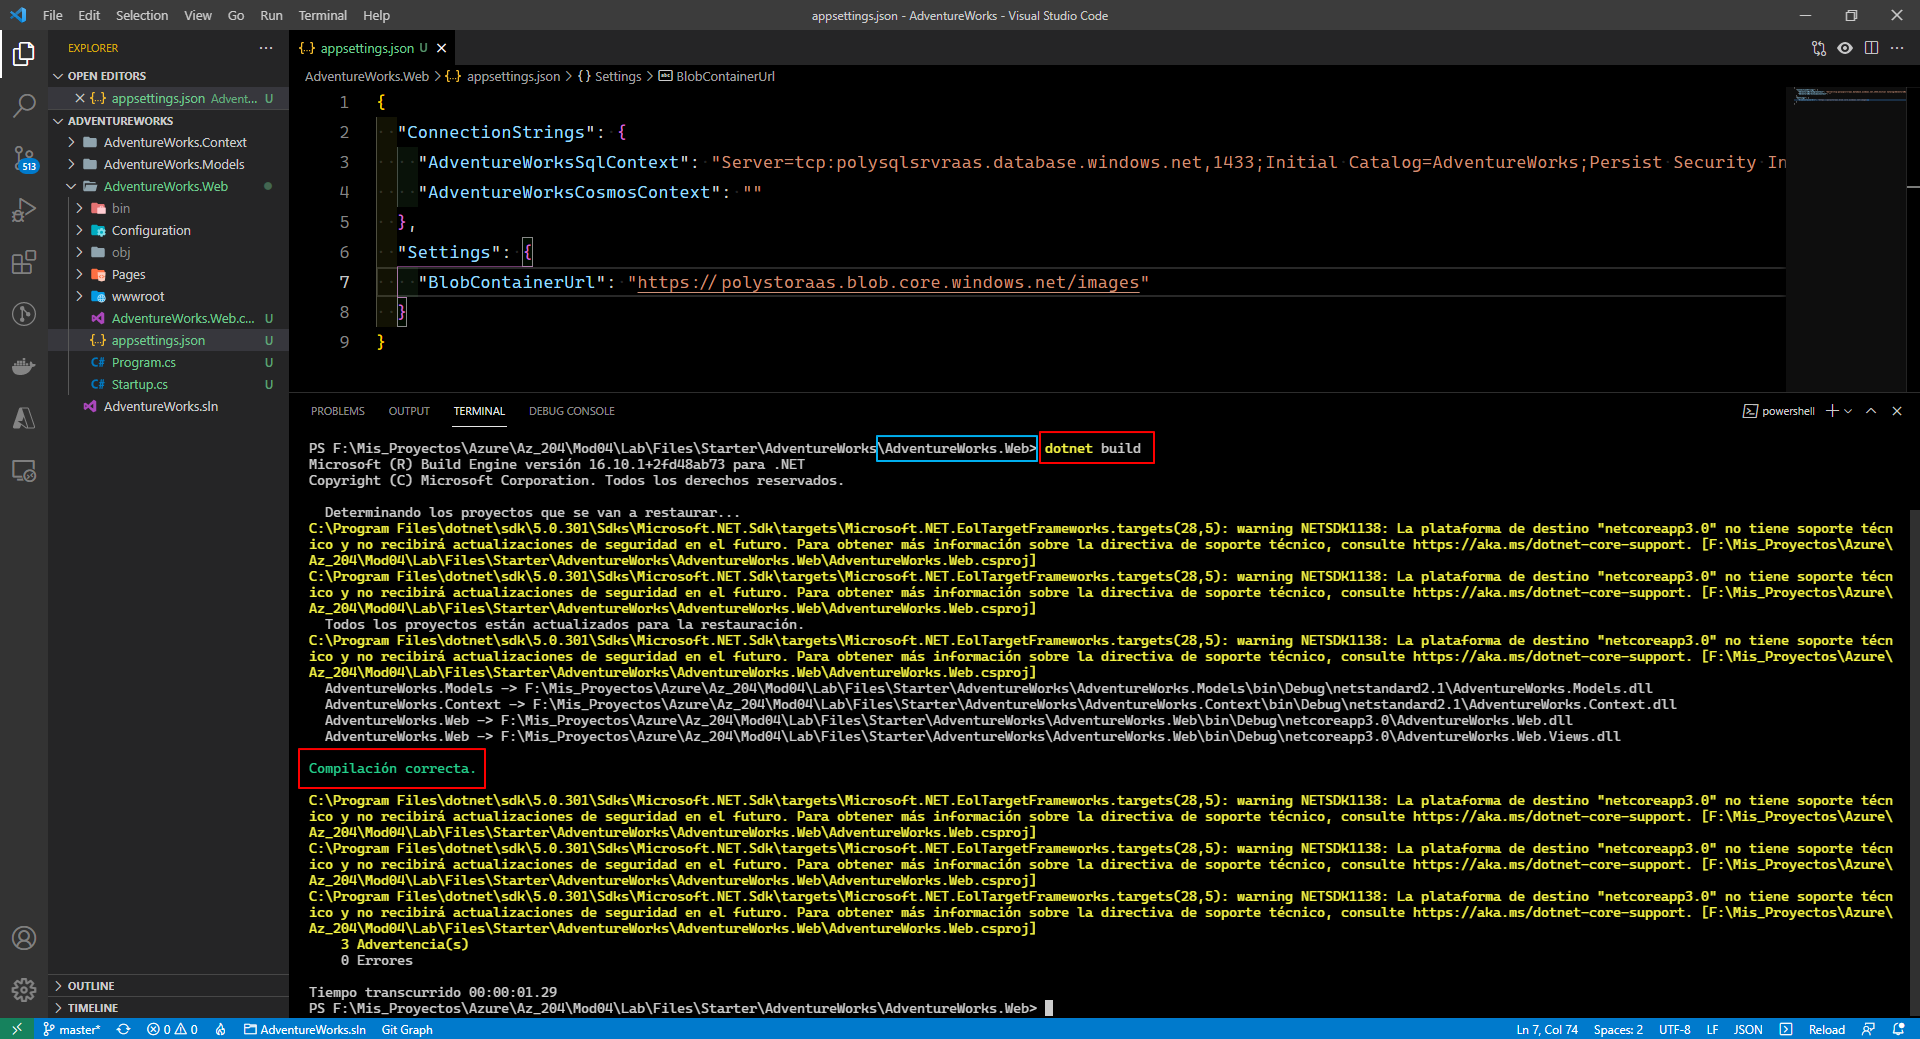 File Edit Selection View Go Run Terminal Help
appsettings.json - AdventureWorks - Visual Studio Code
EXPLORER
OPEN EDITORS
appsettings.json Advent... U
ADVENTUREWORKS
AdventureWorks.Context
AdventureWorks.Models
AdventureWorks.Web
bin
Configuration
obj
Pages
wwwroot
AdventureWorks.Web.c... U
appsettings.json U
C# Program.cs U
C# Startup.cs U
AdventureWorks.sln
OUTLINE
TIMELINE
513
{..} appsettings.json U
AdventureWorks.Web > {..} appsettings.json > {} Settings > BlobContainerUrl
1 {
2 "ConnectionStrings": {
3 "AdventureWorksSqlContext": "Server=tcp:polysqlsrvraas.database.windows.net,1433;Initial Catalog=AdventureWorks;Persist Security In
4 "AdventureWorksCosmosContext": ""
5 },
6 "Settings": {
7 "BlobContainerUrl": "https://polystoraas.blob.core.windows.net/images"
8 }
9 }
PROBLEMS OUTPUT TERMINAL DEBUG CONSOLE
powershell
PS F:\Mis_Proyectos\Azure\Az_204\Mod04\Lab\Files\Starter\AdventureWorks\AdventureWorks.Web> dotnet build
Microsoft (R) Build Engine versión 16.10.1+2fd48ab73 para .NET
Copyright (C) Microsoft Corporation. Todos los derechos reservados.
Determinando los proyectos que se van a restaurar...
C:\Program Files\dotnet\sdk\5.0.301\Sdks\Microsoft.NET.Sdk\targets\Microsoft.NET.EolTargetFrameworks.targets(28,5): warning NETSDK1138: La plataforma de destino "netcoreapp3.0" no tiene soporte técn
ico y no recibirá actualizaciones de seguridad en el futuro. Para obtener más información sobre la directiva de soporte técnico, consulte https://aka.ms/dotnet-core-support. [F:\Mis_Proyectos\Azure\
Az_204\Mod04\Lab\Files\Starter\AdventureWorks\AdventureWorks.Web\AdventureWorks.Web.csproj]
C:\Program Files\dotnet\sdk\5.0.301\Sdks\Microsoft.NET.Sdk\targets\Microsoft.NET.EolTargetFrameworks.targets(28,5): warning NETSDK1138: La plataforma de destino "netcoreapp3.0" no tiene soporte técn
ico y no recibirá actualizaciones de seguridad en el futuro. Para obtener más información sobre la directiva de soporte técnico, consulte https://aka.ms/dotnet-core-support. [F:\Mis_Proyectos\Azure\
Az_204\Mod04\Lab\Files\Starter\AdventureWorks\AdventureWorks.Web\AdventureWorks.Web.csproj]
Todos los proyectos están actualizados para la restauración.
C:\Program Files\dotnet\sdk\5.0.301\Sdks\Microsoft.NET.Sdk\targets\Microsoft.NET.EolTargetFrameworks.targets(28,5): warning NETSDK1138: La plataforma de destino "netcoreapp3.0" no tiene soporte técn
ico y no recibirá actualizaciones de seguridad en el futuro. Para obtener más información sobre la directiva de soporte técnico, consulte https://aka.ms/dotnet-core-support. [F:\Mis_Proyectos\Azure\
Az_204\Mod04\Lab\Files\Starter\AdventureWorks\AdventureWorks.Web\AdventureWorks.Web.csproj]
AdventureWorks.Models -> F:\Mis_Proyectos\Azure\Az_204\Mod04\Lab\Files\Starter\AdventureWorks\AdventureWorks.Models\bin\Debug\netstandard2.1\AdventureWorks.Models.dll
AdventureWorks.Context -> F:\Mis_Proyectos\Azure\Az_204\Mod04\Lab\Files\Starter\AdventureWorks\AdventureWorks.Context\bin\Debug\netstandard2.1\AdventureWorks.Context.dll
AdventureWorks.Web -> F:\Mis_Proyectos\Azure\Az_204\Mod04\Lab\Files\Starter\AdventureWorks\AdventureWorks.Web\bin\Debug\netcoreapp3.0\AdventureWorks.Web.dll
AdventureWorks.Web -> F:\Mis_Proyectos\Azure\Az_204\Mod04\Lab\Files\Starter\AdventureWorks\AdventureWorks.Web\bin\Debug\netcoreapp3.0\AdventureWorks.Web.Views.dll
Compilación correcta.
C:\Program Files\dotnet\sdk\5.0.301\Sdks\Microsoft.NET.Sdk\targets\Microsoft.NET.EolTargetFrameworks.targets(28,5): warning NETSDK1138: La plataforma de destino "netcoreapp3.0" no tiene soporte técn
ico y no recibirá actualizaciones de seguridad en el futuro. Para obtener más información sobre la directiva de soporte técnico, consulte https://aka.ms/dotnet-core-support. [F:\Mis_Proyectos\Azure\
Az_204\Mod04\Lab\Files\Starter\AdventureWorks\AdventureWorks.Web\AdventureWorks.Web.csproj]
C:\Program Files\dotnet\sdk\5.0.301\Sdks\Microsoft.NET.Sdk\targets\Microsoft.NET.EolTargetFrameworks.targets(28,5): warning NETSDK1138: La plataforma de destino "netcoreapp3.0" no tiene soporte técn
ico y no recibirá actualizaciones de seguridad en el futuro. Para obtener más información sobre la directiva de soporte técnico, consulte https://aka.ms/dotnet-core-support. [F:\Mis_Proyectos\Azure\
Az_204\Mod04\Lab\Files\Starter\AdventureWorks\AdventureWorks.Web\AdventureWorks.Web.csproj]
C:\Program Files\dotnet\sdk\5.0.301\Sdks\Microsoft.NET.Sdk\targets\Microsoft.NET.EolTargetFrameworks.targets(28,5): warning NETSDK1138: La plataforma de destino "netcoreapp3.0" no tiene soporte técn
ico y no recibirá actualizaciones de seguridad en el futuro. Para obtener más información sobre la directiva de soporte técnico, consulte https://aka.ms/dotnet-core-support. [F:\Mis_Proyectos\Azure\
Az_204\Mod04\Lab\Files\Starter\AdventureWorks\AdventureWorks.Web\AdventureWorks.Web.csproj]
3 Advertencia(s)
0 Errores
Tiempo transcurrido 00:00:01.29
PS F:\Mis_Proyectos\Azure\Az_204\Mod04\Lab\Files\Starter\AdventureWorks\AdventureWorks.Web>
master* 0 0 AdventureWorks.sln Git Graph
Ln 7, Col 74 Spaces: 2 UTF-8 LF JSON Reload